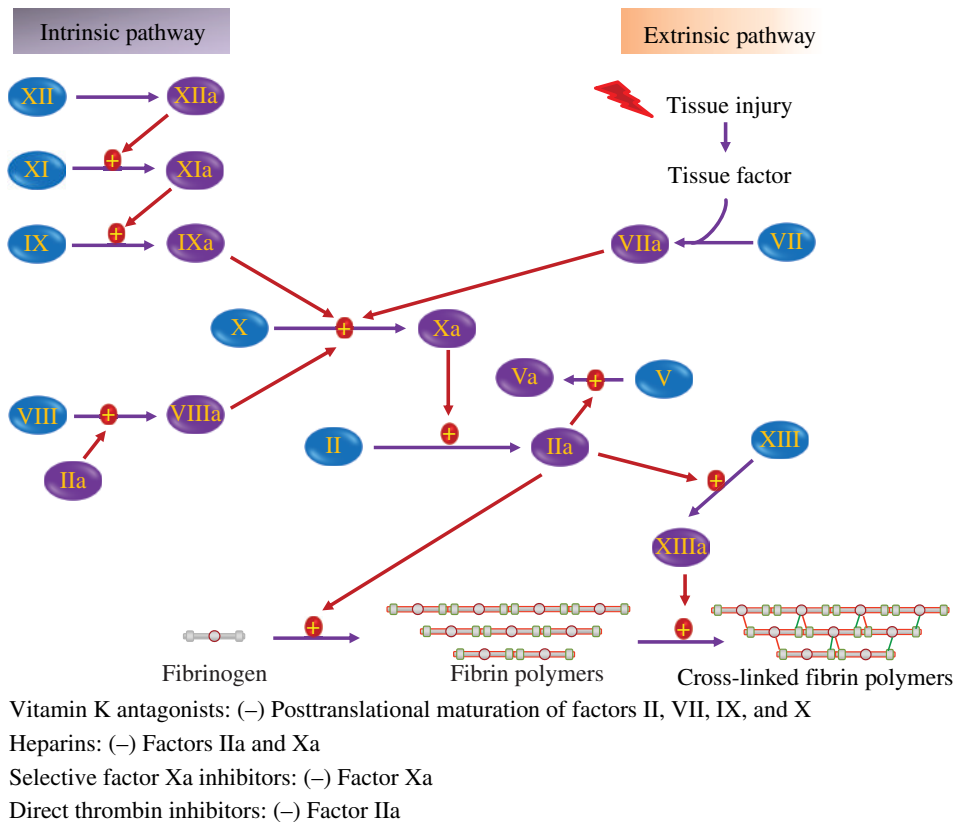 Intrinsic pathway
Extrinsic pathway
XII
XIIa
Tissue injury
+
XI
XIa
Tissue factor
+
IX
IXa
VIIa
VII
X
+
Xa
Va
+
V
VIII
+
VIIIa
II
+
IIa
XIII
IIa
+
XIIIa
+
+
Fibrinogen
Fibrin polymers
Cross-linked fibrin polymers
Vitamin K antagonists: (–) Posttranslational maturation of factors II, VII, IX, and X
Heparins: (–) Factors IIa and Xa
Selective factor Xa inhibitors: (–) Factor Xa
Direct thrombin inhibitors: (–) Factor IIa